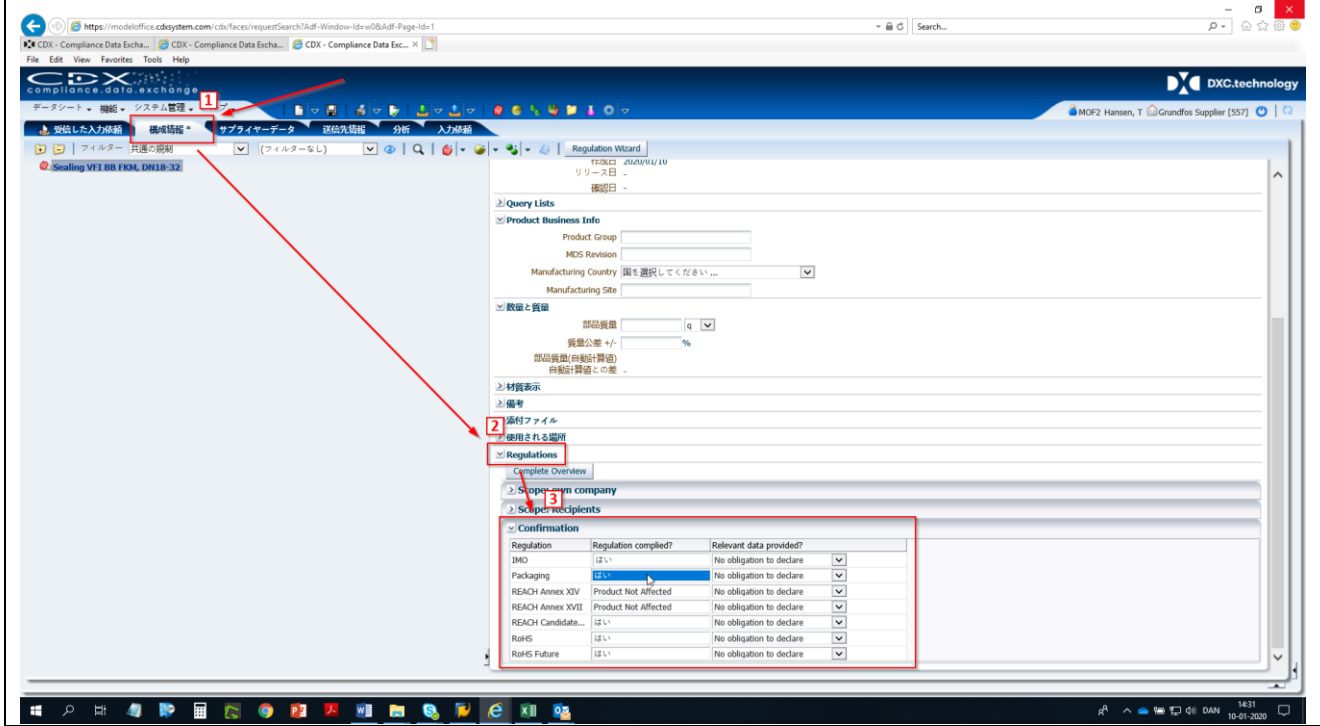 https://modeloffice.cdxsystem.com/cdx/faces/requestSearch?Adf-Window-Id=w0&Adf-Page-Id=1
Search...
CDX - Compliance Data Excha...
CDX - Compliance Data Excha...
CDX - Compliance Data Exc...
File Edit View Favorites Tools Help
CDX
compliance.data.exchange
DXC.technology
データシート 機能 システム管理
1
MOF2 Hansen, T Grundfos Supplier [557]
受信した入力依頼 構成情報 * サプライヤーデータ 送信先情報 分析 入力依頼
フィルター 共通の規制 (フィルターなし) Regulation Wizard
Sealing VFI BB FKM, DN18-32
作成日 2020/01/10
リリース日 -
確認日 -
Query Lists
Product Business Info
Product Group
MDS Revision
Manufacturing Country 国を選択してください ...
Manufacturing Site
数量と質量
部品質量 g
質量公差 +/- %
部品質量(自動計算値)
自動計算値との差 -
材質表示
備考
添付ファイル
2
使用される場所
Regulations
Complete Overview
Scope: own company
3
Scope: Recipients
Confirmation
Regulation Regulation complied? Relevant data provided?
IMO はい No obligation to declare
Packaging はい No obligation to declare
REACH Annex XIV Product Not Affected No obligation to declare
REACH Annex XVII Product Not Affected No obligation to declare
REACH Candidate... はい No obligation to declare
RoHS はい No obligation to declare
RoHS Future はい No obligation to declare
DAN
14:31
10-01-2020